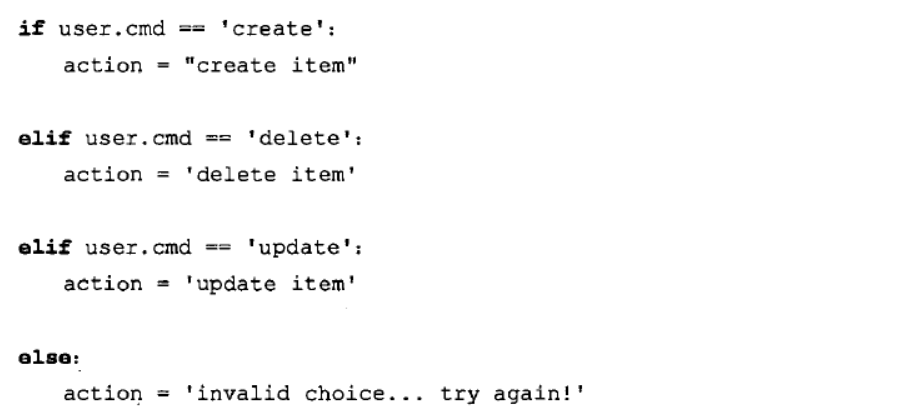 if user.cmd == 'create':
    action = "create item"

elif user.cmd == 'delete':
    action = 'delete item'

elif user.cmd == 'update':
    action = 'update item'

else:
    action = 'invalid choice... try again!'